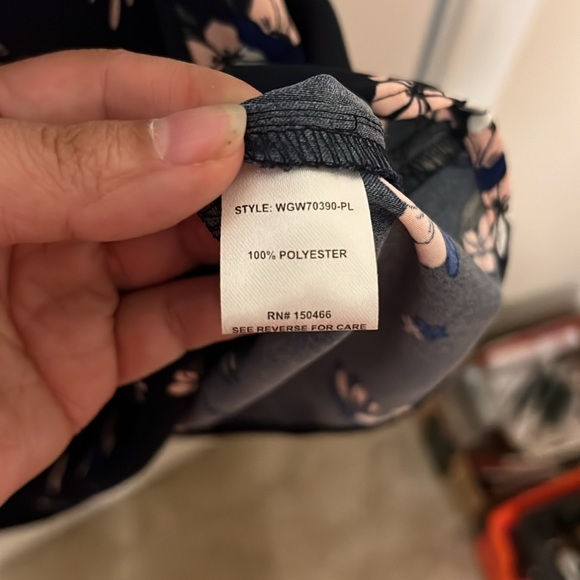 STYLE: WGW70390-PL
100% POLYESTER
RN# 150466
SEE REVERSE FOR CARE